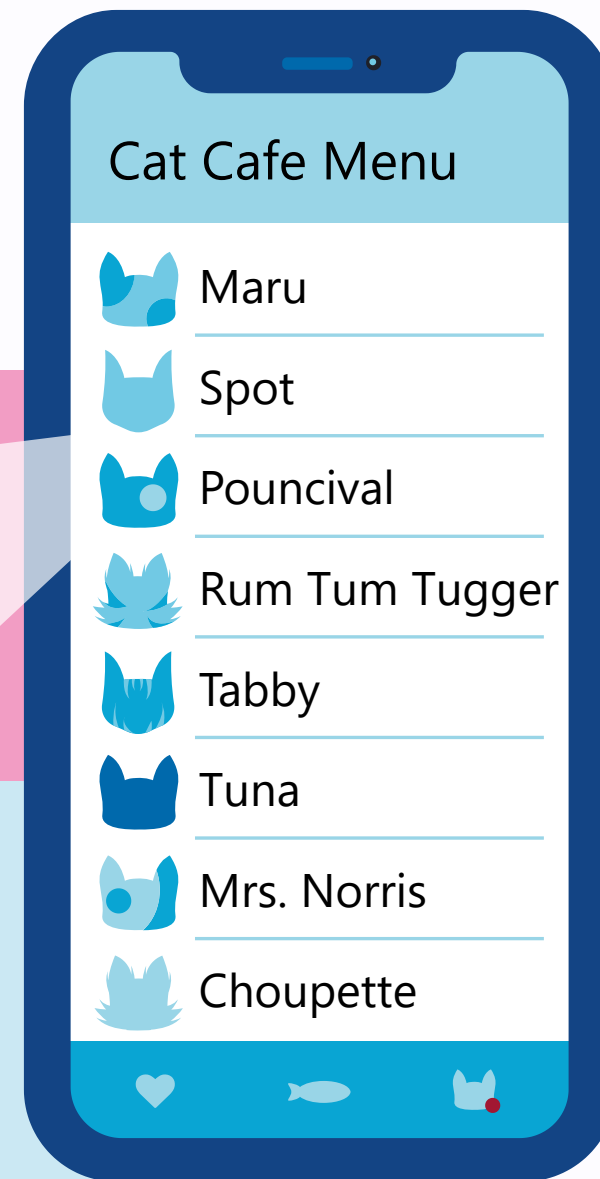 Cat Cafe Menu
Maru
Spot
Pouncival
Rum Tum Tugger
Tabby
Tuna
Mrs. Norris
Choupette